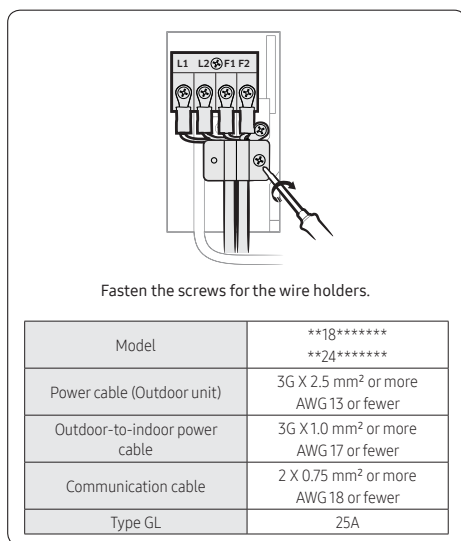 L1 L2 F1 F2
Fasten the screws for the wire holders.
Model
**18*******
**24*******
Power cable (Outdoor unit)
3G X 2.5 mm² or more
AWG 13 or fewer
Outdoor-to-indoor power
cable
3G X 1.0 mm² or more
AWG 17 or fewer
Communication cable
2 X 0.75 mm² or more
AWG 18 or fewer
Type GL
25A